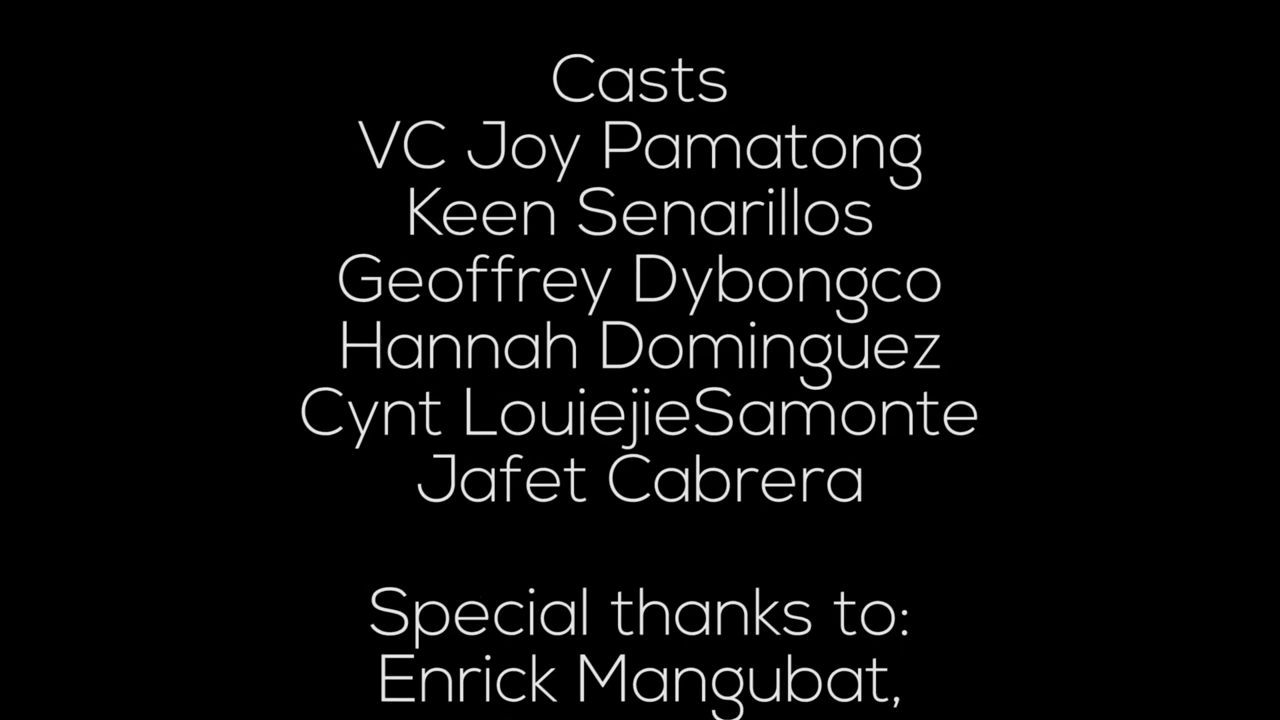 Casts
VC Joy Pamatong
Keen Senarillos
Geoffrey Dybongco
Hannah Dominguez
Cynt LouiejieSamonte
Jafet Cabrera
Special thanks to:
Enrick Mangubat,